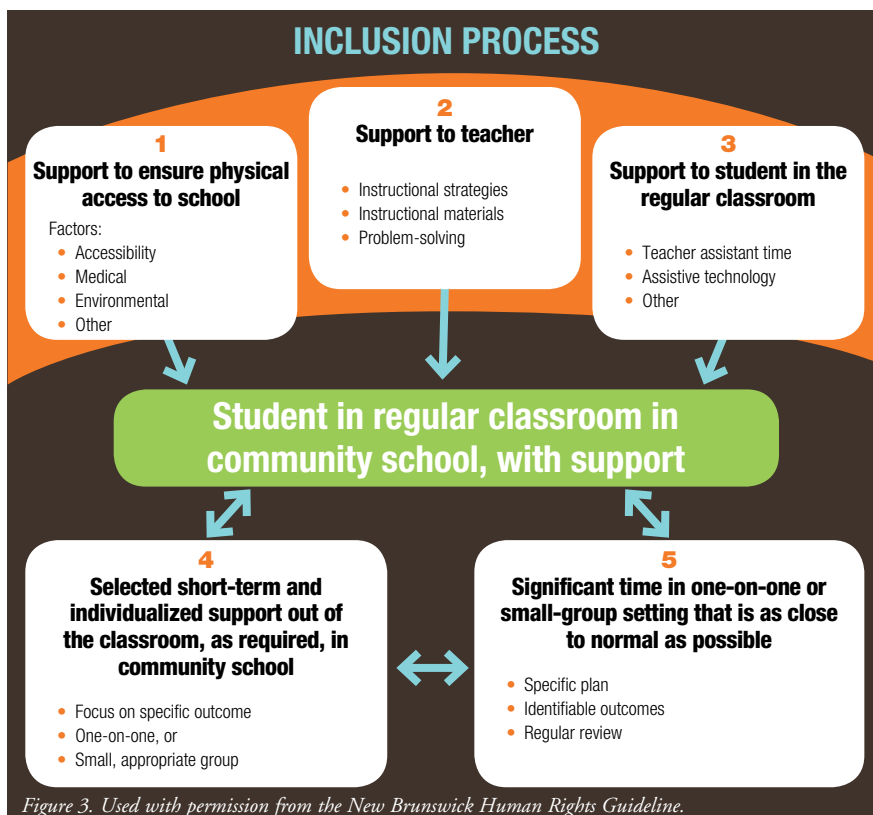 INCLUSION PROCESS
1
Support to ensure physical
access to school
Factors:
• Accessibility
• Medical
• Environmental
• Other
2
Support to teacher
• Instructional strategies
• Instructional materials
• Problem-solving
3
Support to student in the
regular classroom
• Teacher assistant time
• Assistive technology
• Other
Student in regular classroom in
community school, with support
4
Selected short-term and
individualized support out of
the classroom, as required, in
community school
• Focus on specific outcome
• One-on-one, or
• Small, appropriate group
5
Significant time in one-on-one or
small-group setting that is as close
to normal as possible
• Specific plan
• Identifiable outcomes
• Regular review
Figure 3. Used with permission from the New Brunswick Human Rights Guideline.